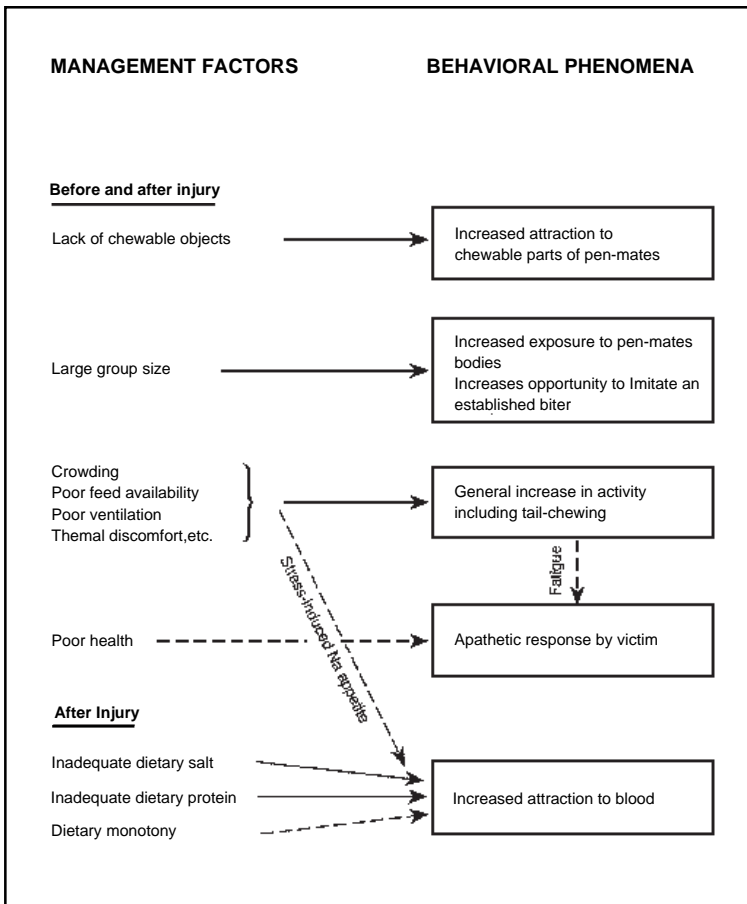 MANAGEMENT FACTORS
BEHAVIORAL PHENOMENA
Before and after injury
Lack of chewable objects
Increased attraction to
chewable parts of pen-mates
Large group size
Increased exposure to pen-mates
bodies
Increases opportunity to Imitate an
established biter
Crowding
Poor feed availability
Poor ventilation
Themal discomfort,etc.
General increase in activity
including tail-chewing
Fatigue
Stress-induced Na appetite
Poor health
Apathetic response by victim
After Injury
Inadequate dietary salt
Inadequate dietary protein
Dietary monotony
Increased attraction to blood